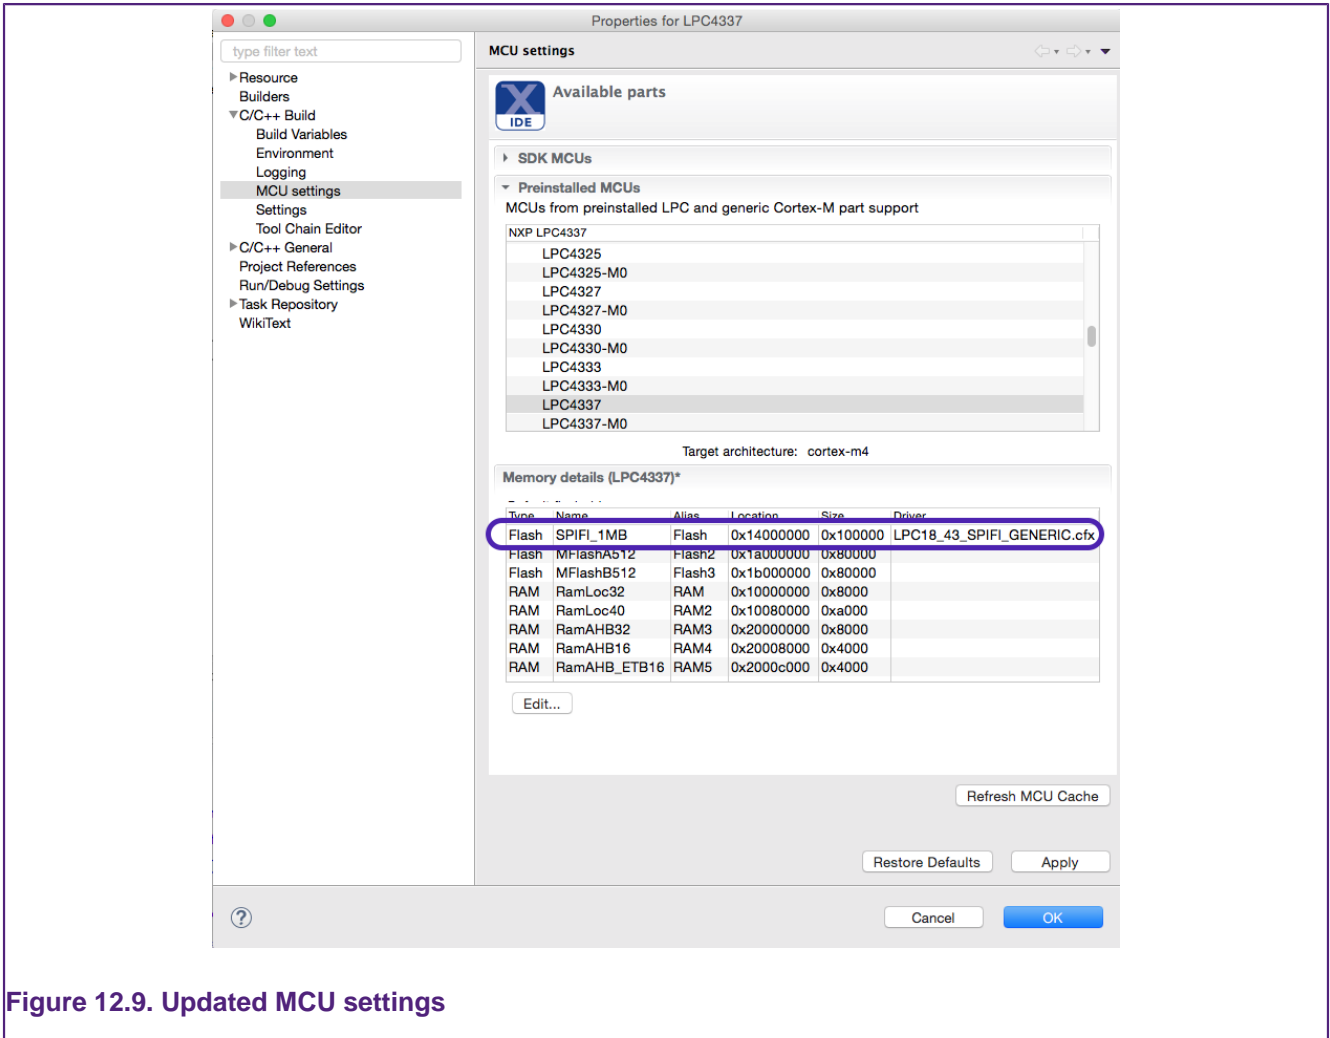 Properties for LPC4337
type filter text
Resource
Builders
C/C++ Build
Build Variables
Environment
Logging
MCU settings
Settings
Tool Chain Editor
C/C++ General
Project References
Run/Debug Settings
Task Repository
WikiText
MCU settings
IDE
Available parts
SDK MCUs
Preinstalled MCUs
MCUs from preinstalled LPC and generic Cortex-M part support
NXP LPC4337
LPC4325
LPC4325-M0
LPC4327
LPC4327-M0
LPC4330
LPC4330-M0
LPC4333
LPC4333-M0
LPC4337
LPC4337-M0
Target architecture: cortex-m4
Memory details (LPC4337)*
Type Name Alias Location Size Driver
Flash SPIFI_1MB Flash 0x14000000 0x100000 LPC18_43_SPIFI_GENERIC.cfx
Flash MFlashA512 Flash2 0x1a000000 0x80000
Flash MFlashB512 Flash3 0x1b000000 0x80000
RAM RamLoc32 RAM 0x10000000 0x8000
RAM RamLoc40 RAM2 0x10080000 0xa000
RAM RamAHB32 RAM3 0x20000000 0x8000
RAM RamAHB16 RAM4 0x20008000 0x4000
RAM RamAHB_ETB16 RAM5 0x2000c000 0x4000
Edit...
Refresh MCU Cache
Restore Defaults Apply
? Cancel OK
Figure 12.9. Updated MCU settings